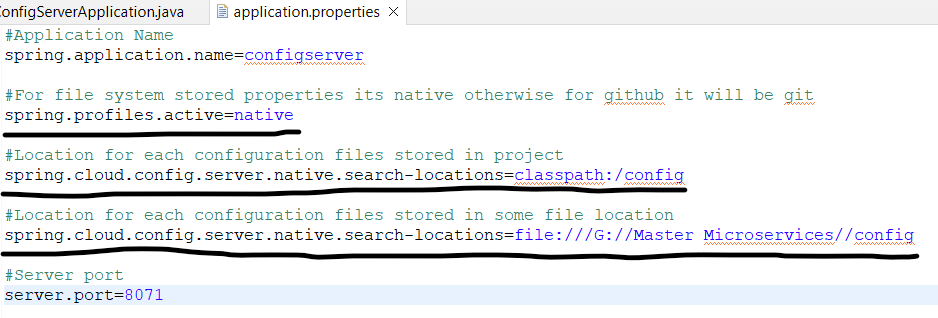 ConfigServerApplication.java application.properties
#Application Name
spring.application.name=configserver
#For file system stored properties its native otherwise for github it will be git
spring.profiles.active=native
#Location for each configuration files stored in project
spring.cloud.config.server.native.search-locations=classpath:/config
#Location for each configuration files stored in some file location
spring.cloud.config.server.native.search-locations=file:///G://Master Microservices//config
#Server port
server.port=8071